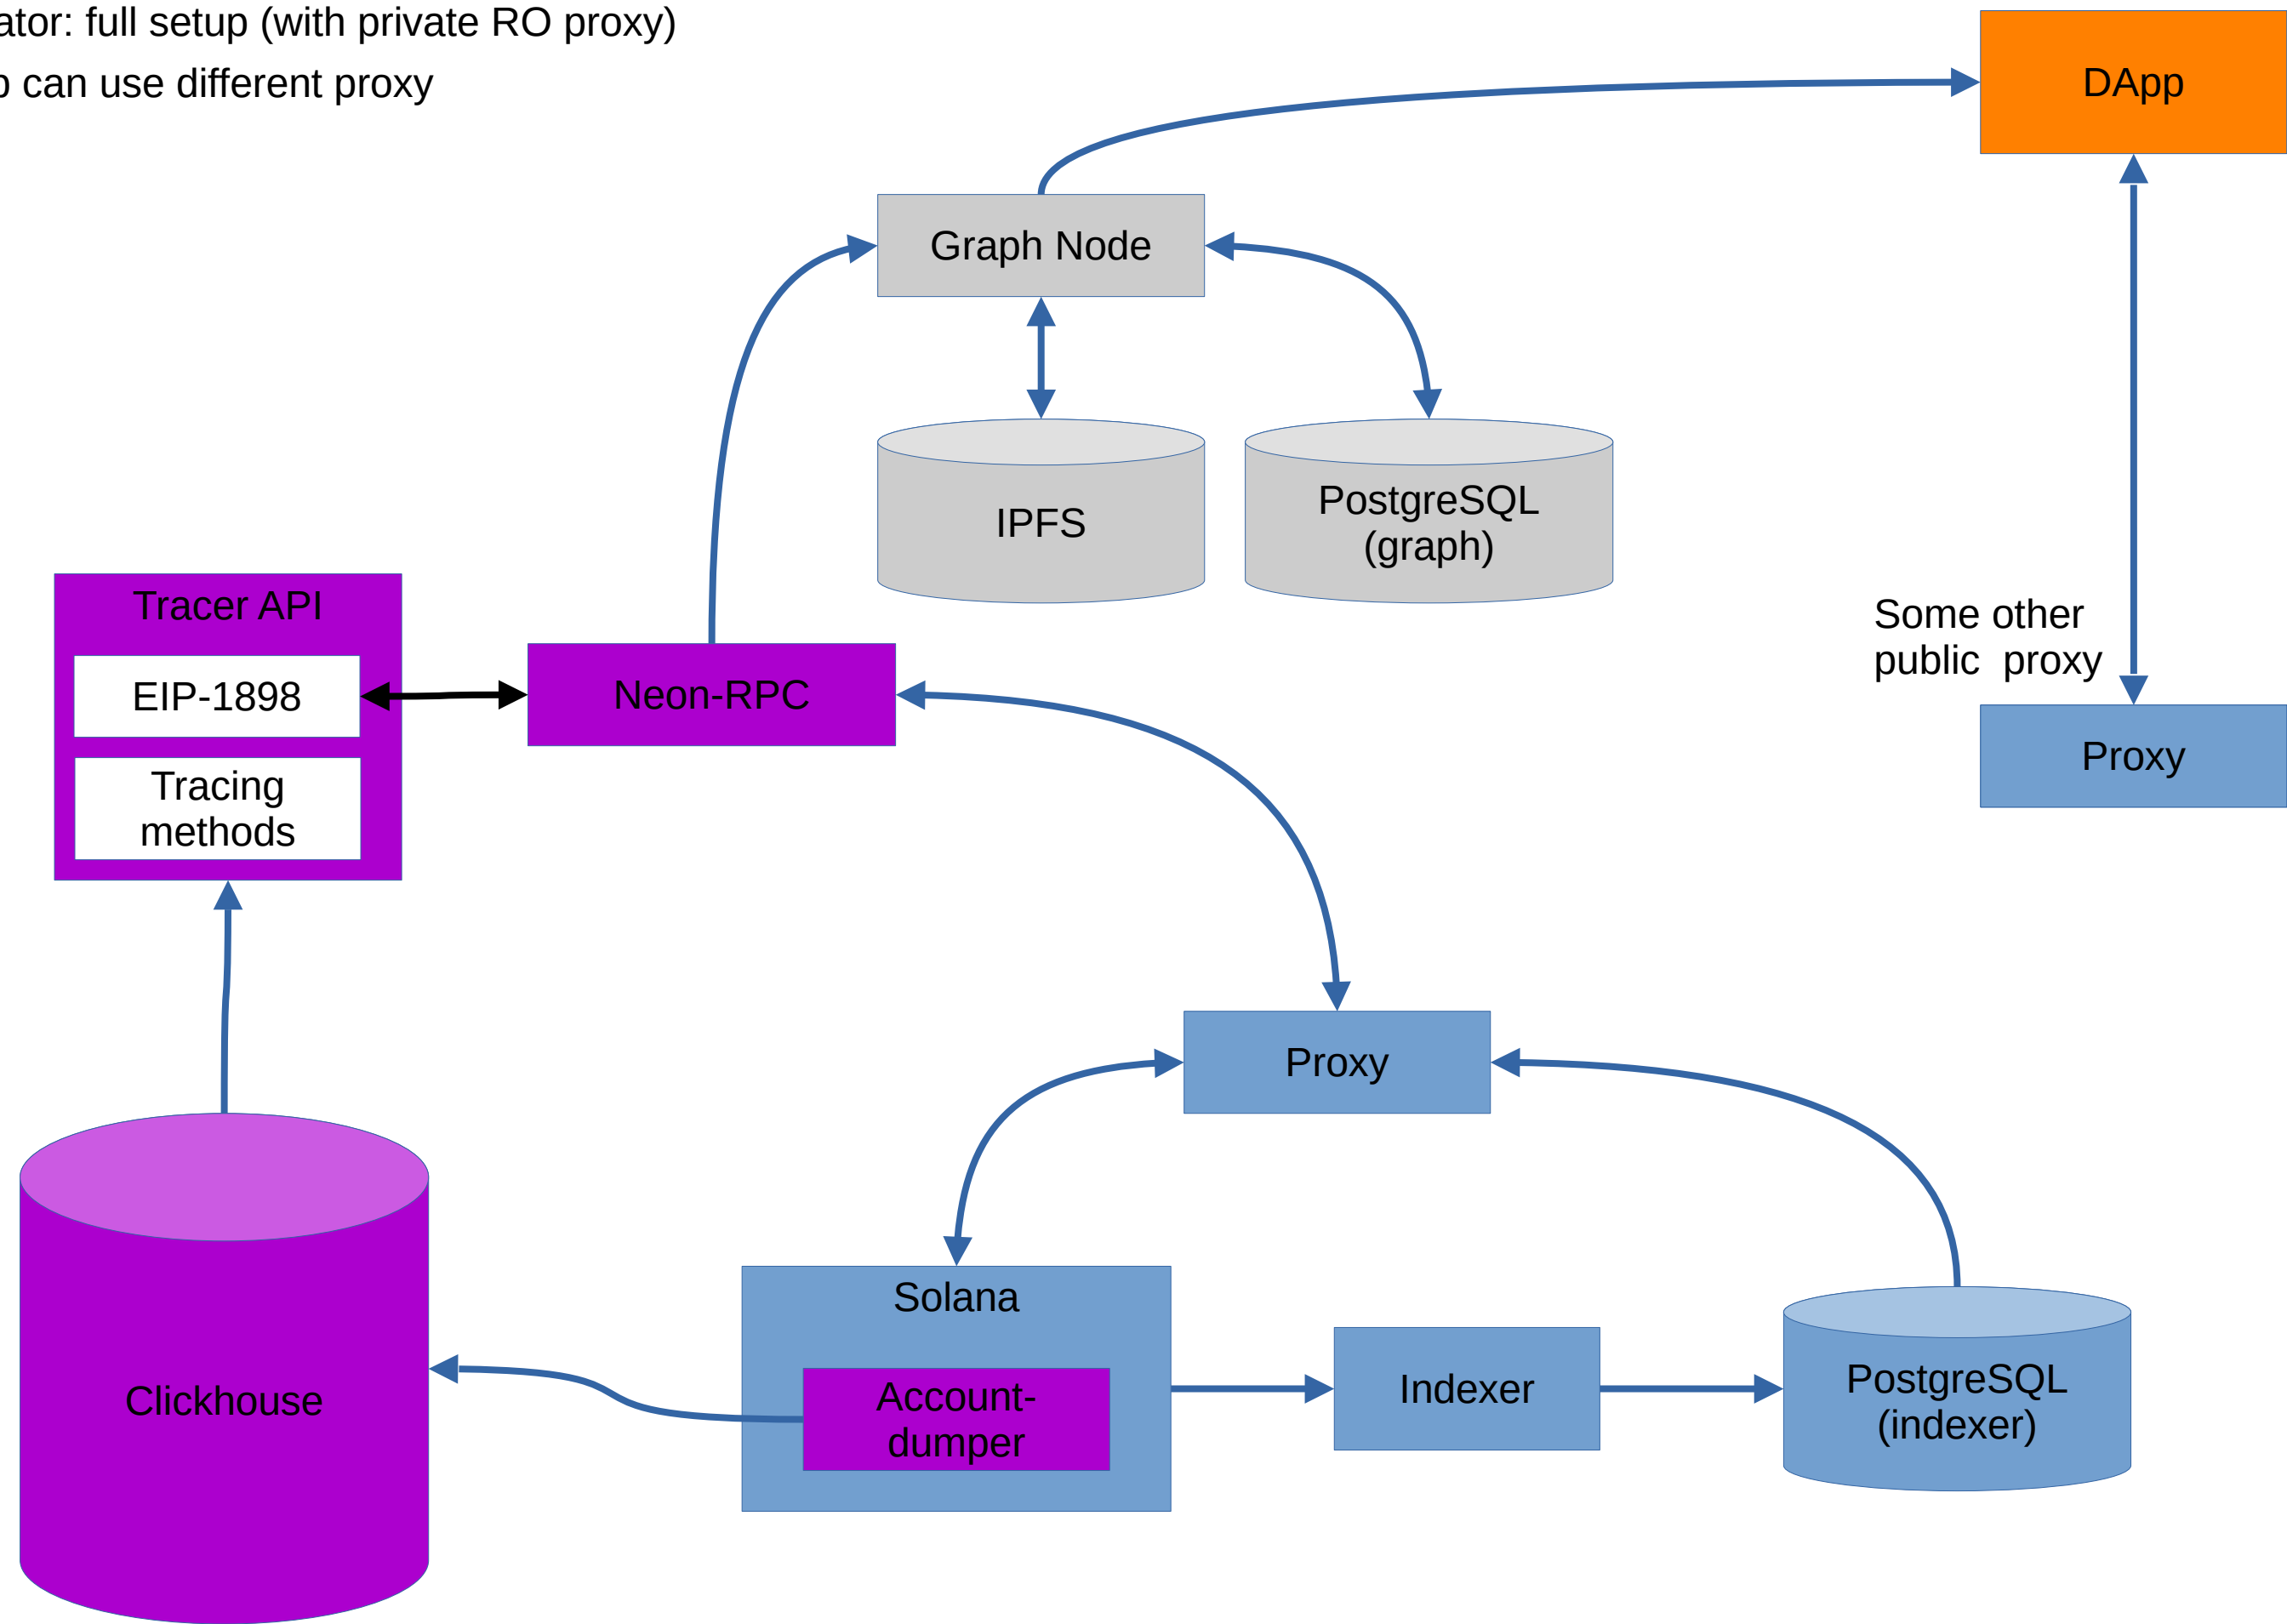 ator: full setup (with private RO proxy)
p can use different proxy
DApp
Graph Node
IPFS
PostgreSQL
(graph)
Tracer API
EIP-1898
Tracing
methods
Neon-RPC
Some other
public  proxy
Proxy
Proxy
Solana
Account-
dumper
Clickhouse
Indexer
PostgreSQL
(indexer)